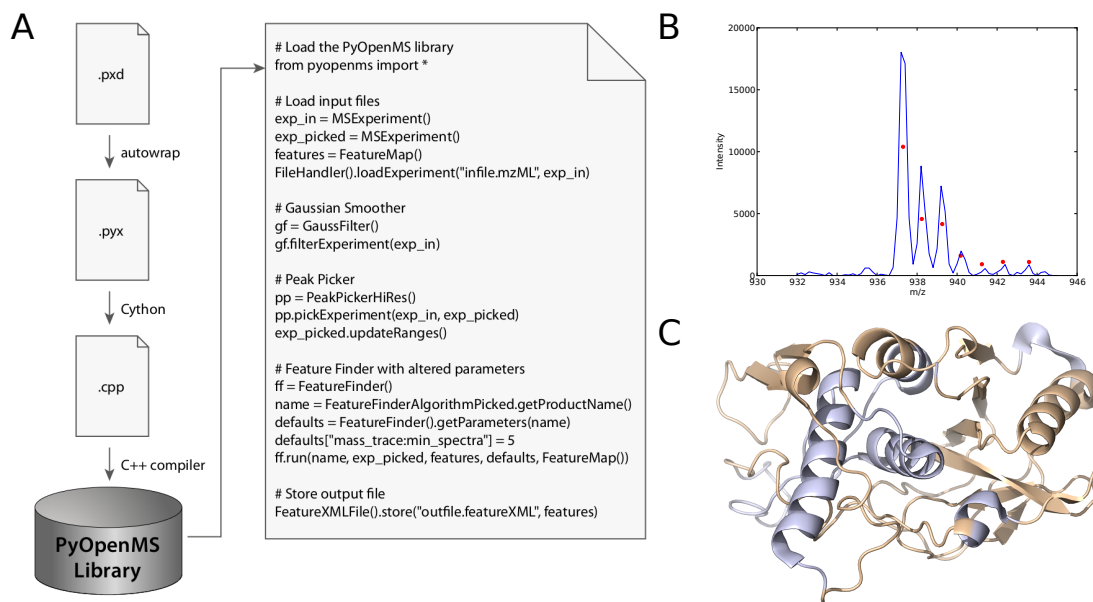 A
.pxd
autowrap
.pyx
Cython
.cpp
C++ compiler
PyOpenMS
Library
# Load the PyOpenMS library
from pyopenms import *
# Load input files
exp_in = MSExperiment()
exp_picked = MSExperiment()
features = FeatureMap()
FileHandler().loadExperiment("infile.mzML", exp_in)
# Gaussian Smoother
gf = GaussFilter()
gf.filterExperiment(exp_in)
# Peak Picker
pp = PeakPickerHiRes()
pp.pickExperiment(exp_in, exp_picked)
exp_picked.updateRanges()
# Feature Finder with altered parameters
ff = FeatureFinder()
name = FeatureFinderAlgorithmPicked.getProductName()
defaults = FeatureFinder().getParameters(name)
defaults["mass_trace:min_spectra"] = 5
ff.run(name, exp_picked, features, defaults, FeatureMap())
# Store output file
FeatureXMLFile().store("outfile.featureXML", features)
B
20000
15000
10000
5000
0
Intensity
930 932 934 936 938 940 942 944 946
m/z
C